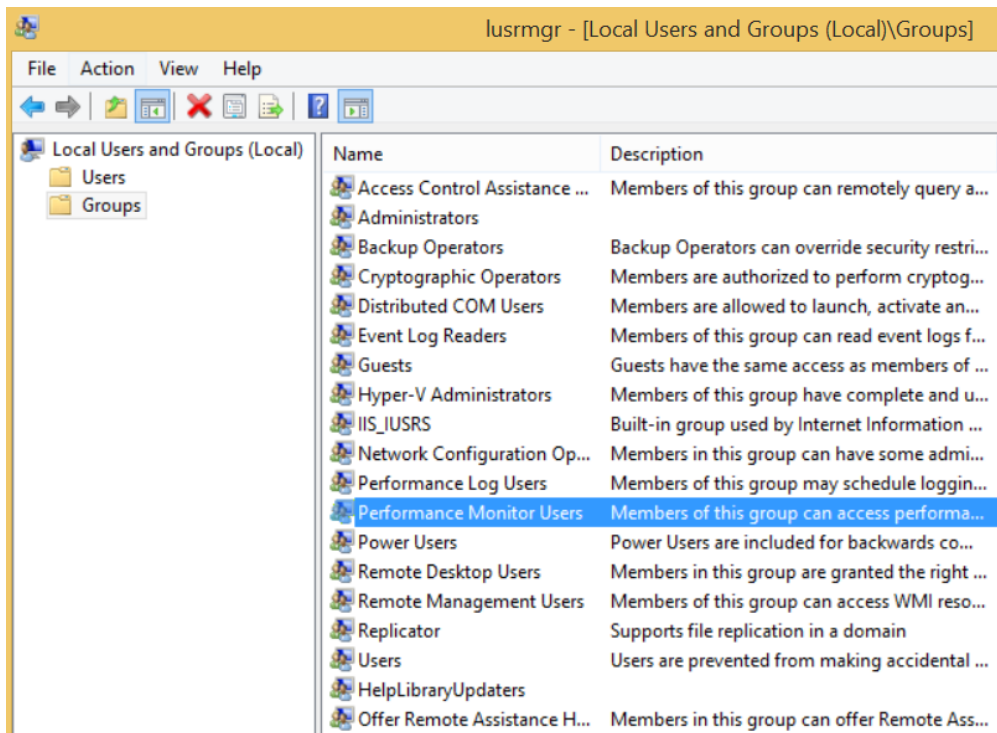 lusrmgr - [Local Users and Groups (Local)\Groups]
File Action View Help
Local Users and Groups (Local)
Users
Groups
Name Description
Access Control Assistance ... Members of this group can remotely query a...
Administrators
Backup Operators Backup Operators can override security restri...
Cryptographic Operators Members are authorized to perform cryptog...
Distributed COM Users Members are allowed to launch, activate an...
Event Log Readers Members of this group can read event logs f...
Guests Guests have the same access as members of ...
Hyper-V Administrators Members of this group have complete and u...
IIS_IUSRS Built-in group used by Internet Information ...
Network Configuration Op... Members in this group can have some admi...
Performance Log Users Members of this group may schedule loggin...
Performance Monitor Users Members of this group can access performa...
Power Users Power Users are included for backwards co...
Remote Desktop Users Members in this group are granted the right ...
Remote Management Users Members of this group can access WMI reso...
Replicator Supports file replication in a domain
Users Users are prevented from making accidental ...
HelpLibraryUpdaters
Offer Remote Assistance H... Members in this group can offer Remote Ass...